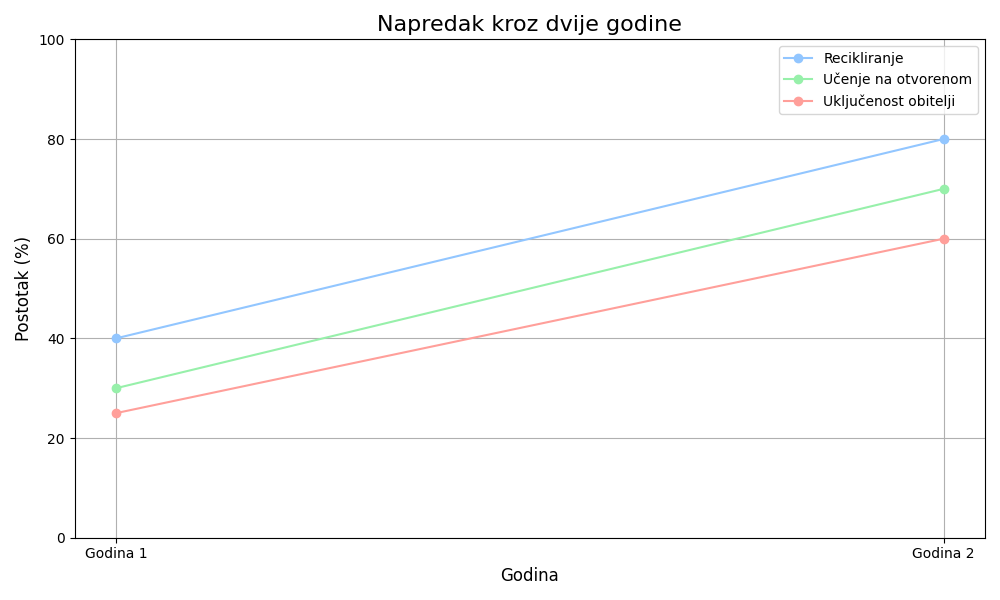 Napredak kroz dvije godine
Recikliranje
Učenje na otvorenom
Uključenost obitelji
Postotak (%)
100
80
60
40
20
0
Godina 1
Godina 2
Godina